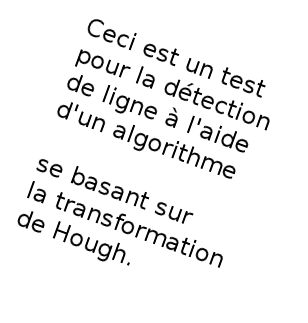 Ceci est un test
pour la détection
de ligne à l'aide
d'un algorithme
se basant sur
la transformation
de Hough.